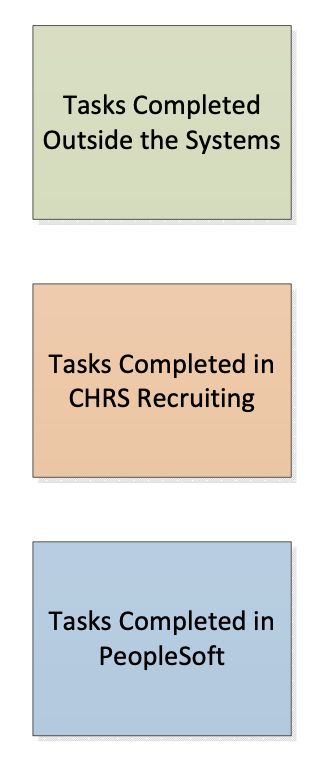 Tasks Completed
Outside the Systems
Tasks Completed in
CHRS Recruiting
Tasks Completed in
PeopleSoft